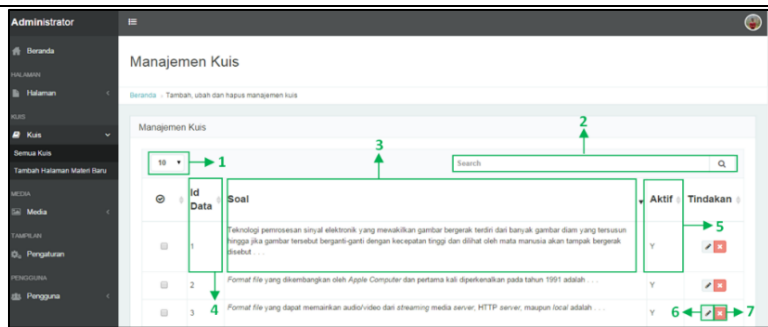 Administrator
Beranda
HALAMAN
Halaman
KUIS
Kuis
Semua Kuis
Tambah Halaman Materi Baru
MEDIA
Media
TAMPILAN
Pengaturan
PENGGUNA
Pengguna
Manajemen Kuis
Beranda - Tambah, ubah dan hapus manajemen kuis
Manajemen Kuis
2
3
10
1
Search
Id Data
Soal
Aktif
Tindakan
5
1
Teknologi pemrosesan sinyal elektronik yang mewakilkan gambar bergerak terdiri dari banyak gambar diam yang tersusun
hingga jika gambar tersebut berganti-ganti dengan kecepatan tinggi dan dilihat oleh mata manusia akan tampak bergerak
disebut . . .
Y
2
Format file yang dikembangkan oleh Apple Computer dan pertama kali diperkenalkan pada tahun 1991 adalah . . .
Y
4
3
Format file yang dapat memainkan audio/video dari streaming media server, HTTP server, maupun local adalah . . .
Y
6
7